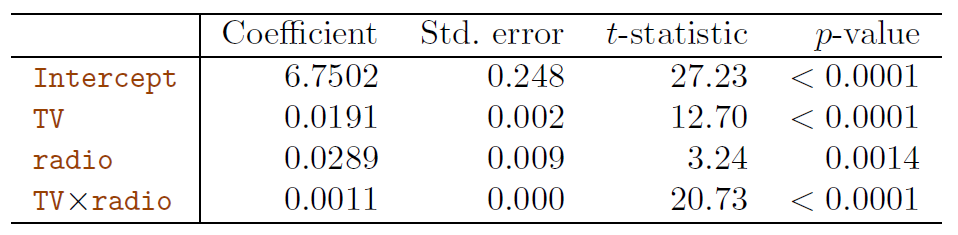 Coefficient Std. error t-statistic p-value
Intercept 6.7502 0.248 27.23 < 0.0001
TV 0.0191 0.002 12.70 < 0.0001
radio 0.0289 0.009 3.24 0.0014
TV×radio 0.0011 0.000 20.73 < 0.0001